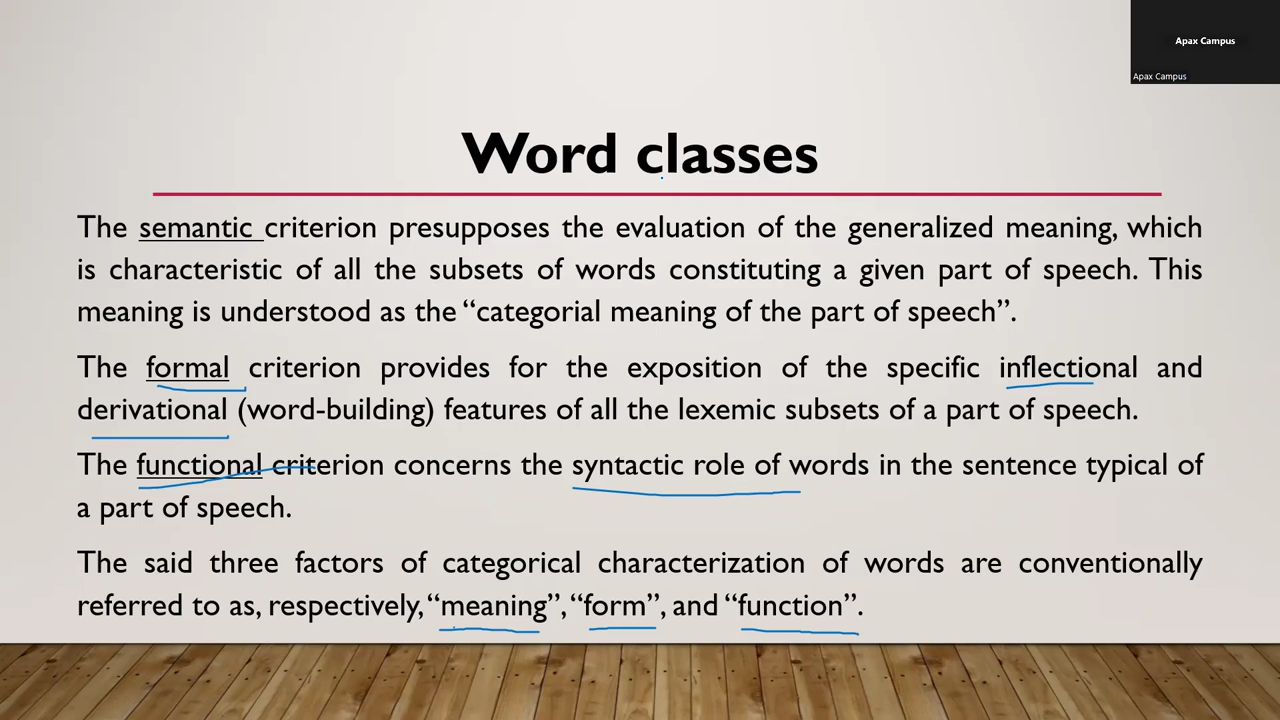 Apax Campus
Apax Campus
Word classes
The semantic criterion presupposes the evaluation of the generalized meaning, which
is characteristic of all the subsets of words constituting a given part of speech. This
meaning is understood as the “categorial meaning of the part of speech”.
The formal criterion provides for the exposition of the specific inflectional and
derivational (word-building) features of all the lexemic subsets of a part of speech.
The functional criterion concerns the syntactic role of words in the sentence typical of
a part of speech.
The said three factors of categorical characterization of words are conventionally
referred to as, respectively, “meaning”, “form”, and “function”.